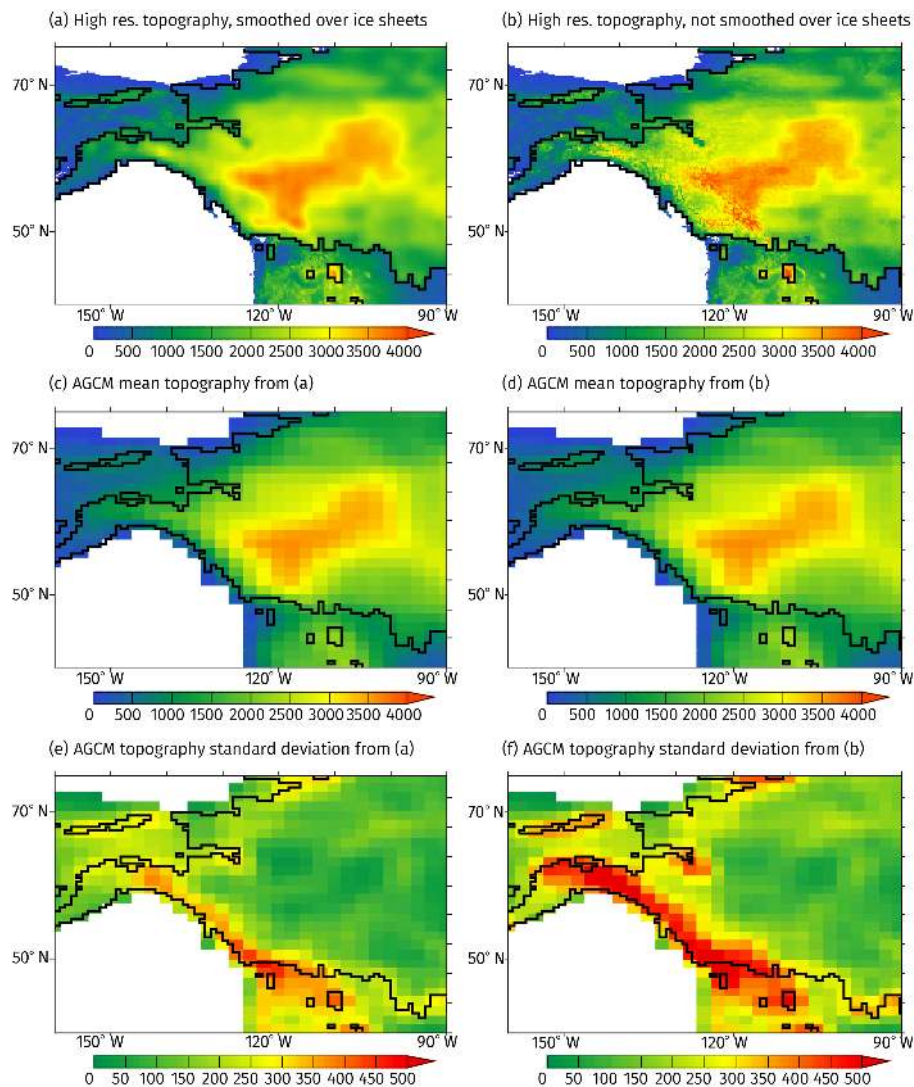 (a) High res. topography, smoothed over ice sheets
(b) High res. topography, not smoothed over ice sheets
70° N
50° N
150° W
120° W
90° W
0 500 1000 1500 2000 2500 3000 3500 4000
70° N
50° N
150° W
120° W
90° W
0 500 1000 1500 2000 2500 3000 3500 4000
(c) AGCM mean topography from (a)
(d) AGCM mean topography from (b)
70° N
50° N
150° W
120° W
90° W
0 500 1000 1500 2000 2500 3000 3500 4000
70° N
50° N
150° W
120° W
90° W
0 500 1000 1500 2000 2500 3000 3500 4000
(e) AGCM topography standard deviation from (a)
(f) AGCM topography standard deviation from (b)
70° N
50° N
150° W
120° W
90° W
0 50 100 150 200 250 300 350 400 450 500
70° N
50° N
150° W
120° W
90° W
0 50 100 150 200 250 300 350 400 450 500